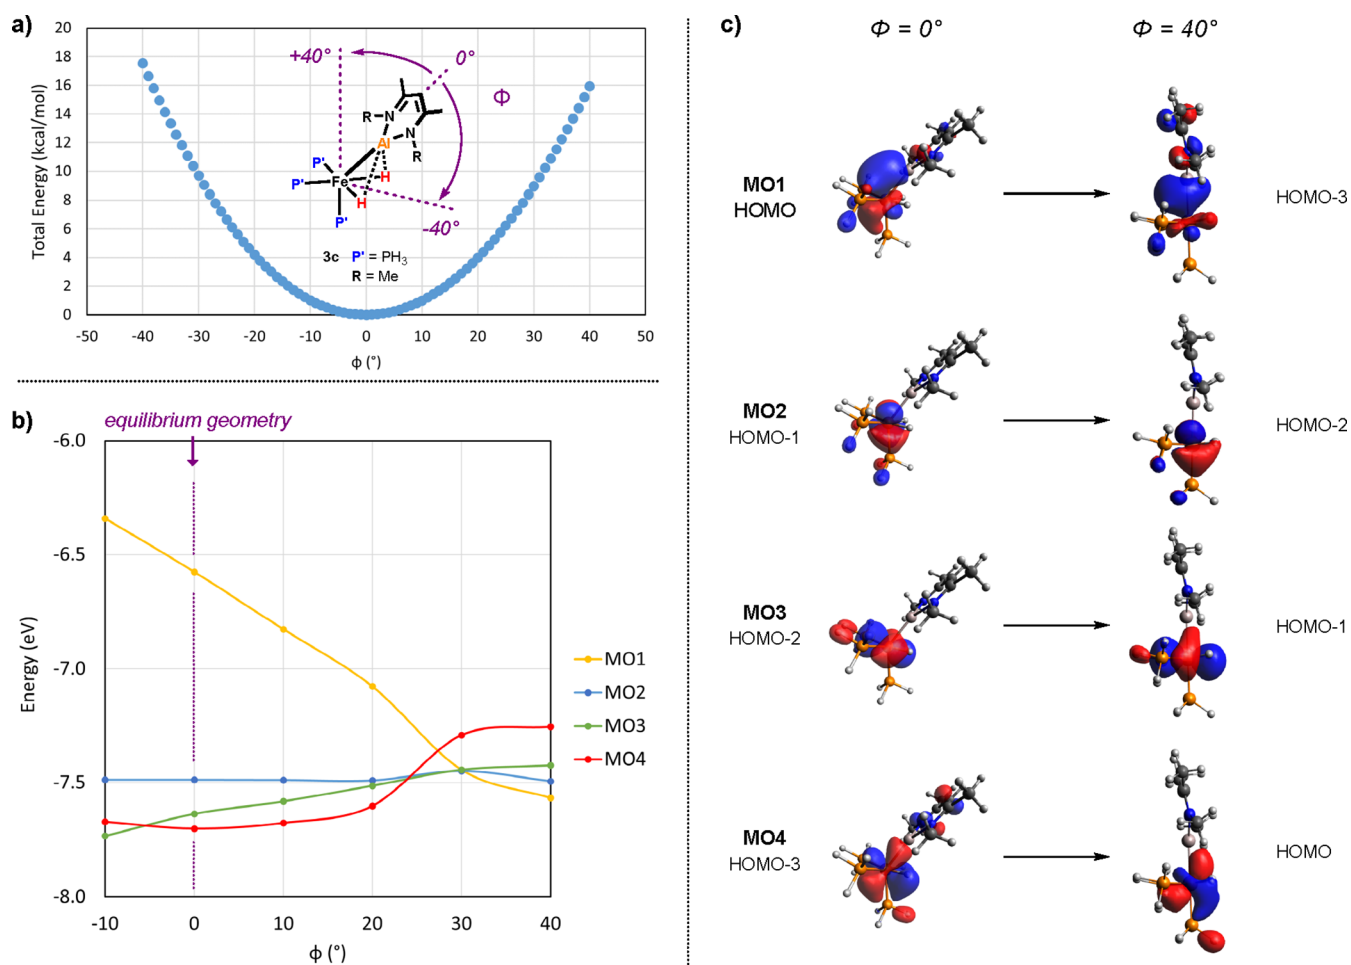 a)
Total Energy (kcal/mol)
20
18
16
14
12
10
8
6
4
2
0
-50 -40 -30 -20 -10 0 10 20 30 40 50
ϕ (°)
+40°
0°
Φ
-40°
R
N
N
R
Al
P'
P'
Fe
H
H
P'
3c P' = PH3
R = Me
b)
equilibrium geometry
Energy (eV)
-6.0
-6.5
-7.0
-7.5
-8.0
-10 0 10 20 30 40
ϕ (°)
MO1
MO2
MO3
MO4
c)
Φ = 0° Φ = 40°
MO1
HOMO
HOMO-3
MO2
HOMO-1
HOMO-2
MO3
HOMO-2
HOMO-1
MO4
HOMO-3
HOMO